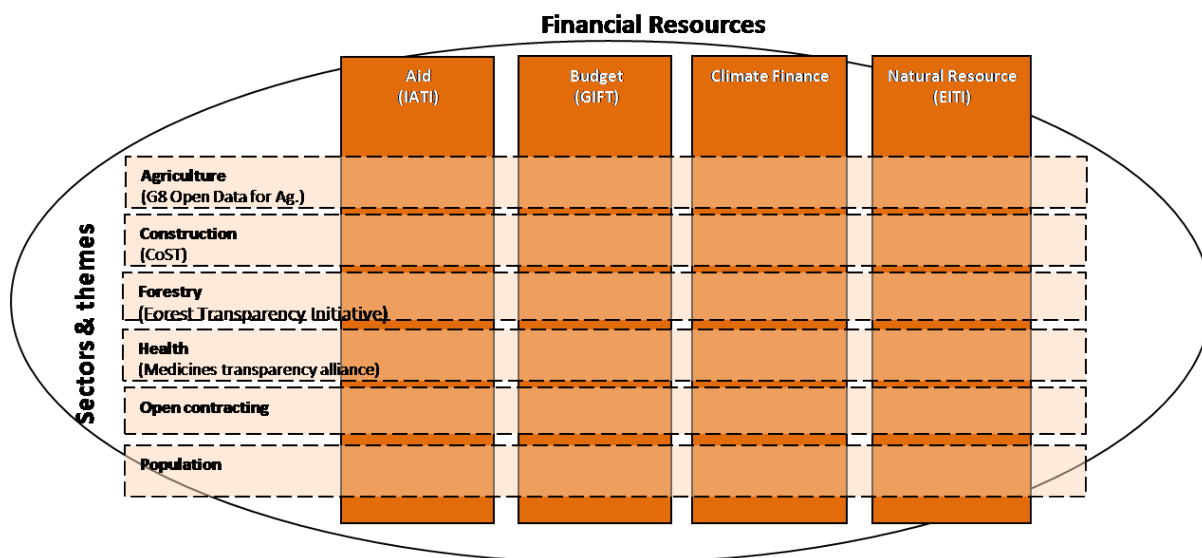 Financial Resources
Aid
(IATI)
Budget
(GIFT)
Climate Finance
Natural Resource
(EITI)
Sectors & themes
Agriculture
(G8 Open Data for Ag.)
Construction
(CoST)
Forestry
(Forest Transparency Initiative)
Health
(Medicines transparency alliance)
Open contracting
Population